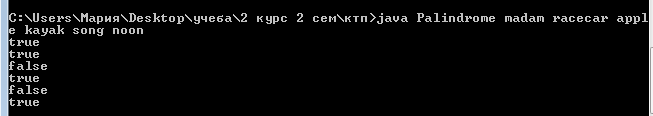 C:\Users\Мария\Desktop\учеба\2 курс 2 сем\ктп>java Palindrome madam racecar appl
e kayak song noon
true
true
false
true
false
true